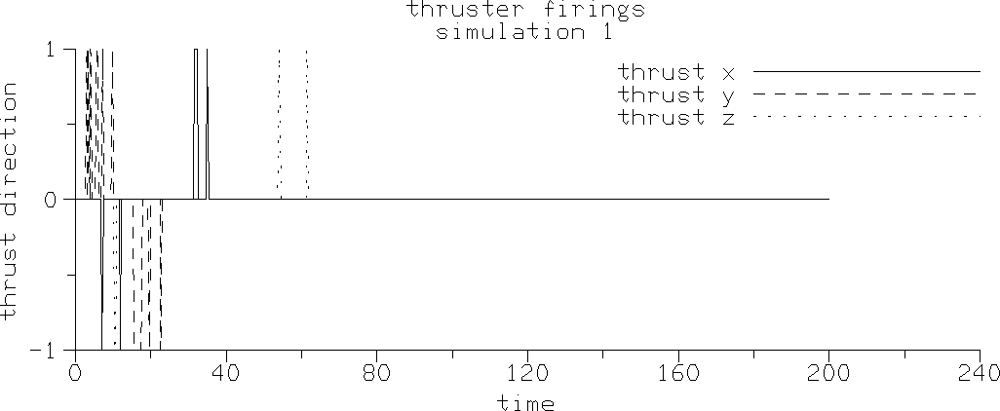 thruster firings
simulation 1
thrust x
thrust y
thrust z
thrust direction
1
0
-1
0 40 80 120 160 200 240
time